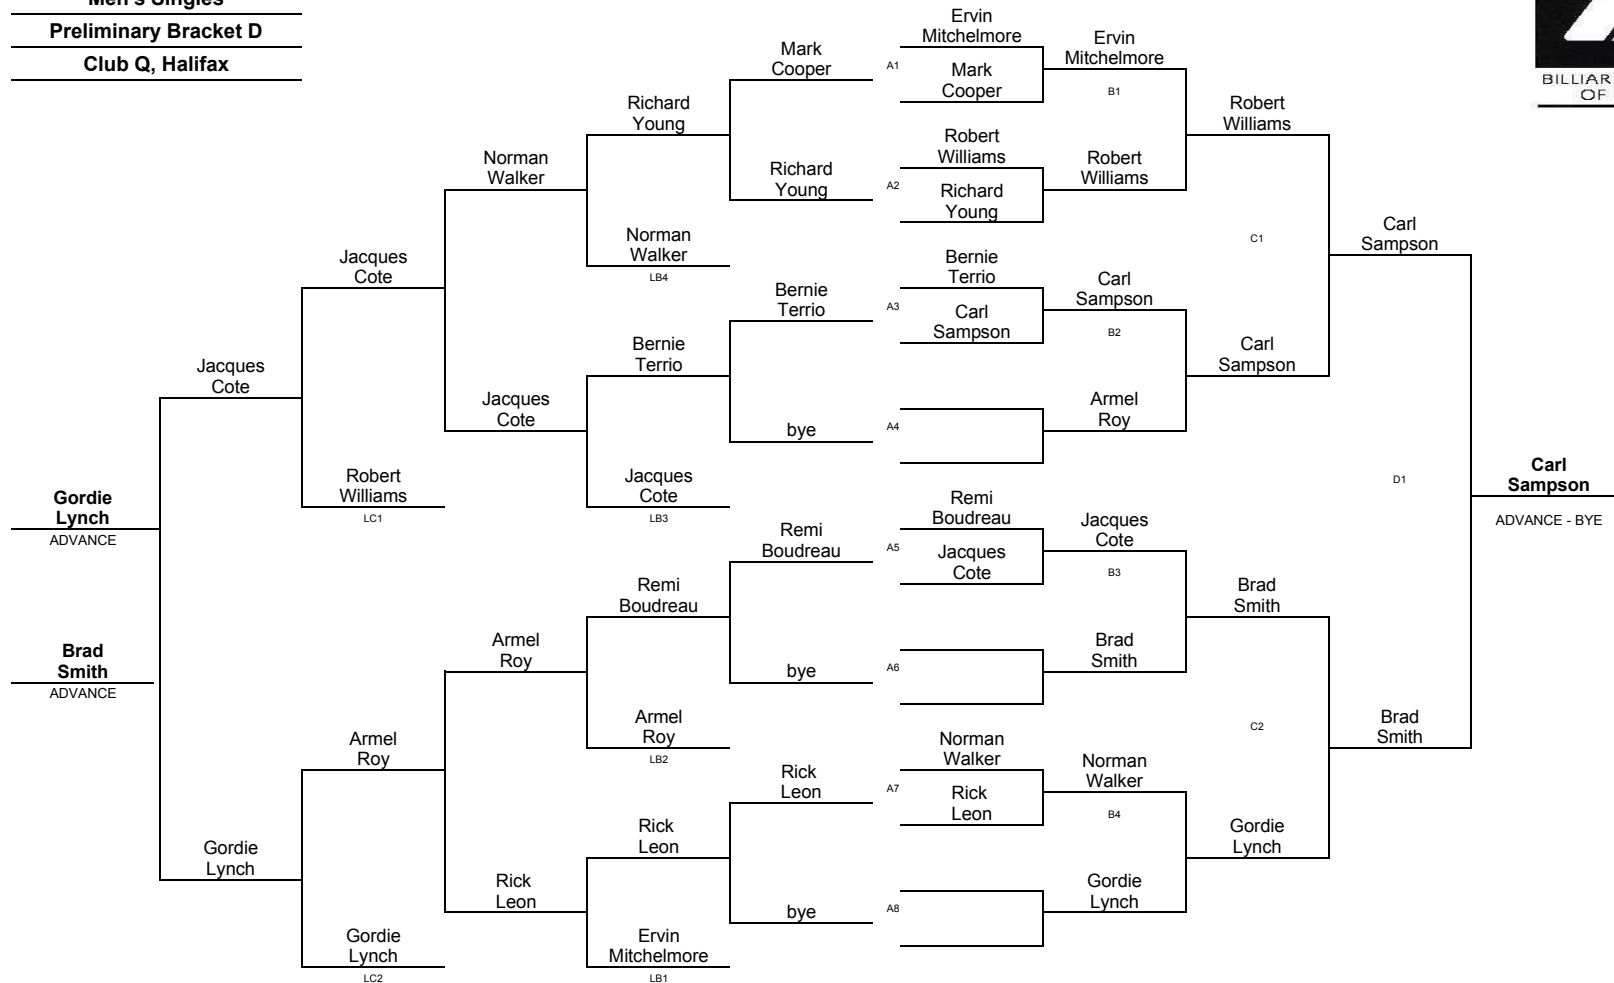 Men's Singles
Preliminary Bracket D
Club Q, Halifax
BILLIAR
OF
Gordie
Lynch
ADVANCE
Brad
Smith
ADVANCE
Jacques
Cote
Gordie
Lynch
Jacques
Cote
Robert
Williams
LC1
Armel
Roy
Gordie
Lynch
LC2
Norman
Walker
Jacques
Cote
Armel
Roy
Rick
Leon
Richard
Young
Norman
Walker
LB4
Bernie
Terrio
Jacques
Cote
LB3
Remi
Boudreau
Armel
Roy
LB2
Rick
Leon
Ervin
Mitchelmore
LB1
Mark
Cooper
Richard
Young
Bernie
Terrio
bye
Remi
Boudreau
bye
Rick
Leon
bye
Ervin
Mitchelmore
A1
Mark
Cooper
Robert
Williams
A2
Richard
Young
Bernie
Terrio
A3
Carl
Sampson
A4
Remi
Boudreau
A5
Jacques
Cote
A6
Norman
Walker
A7
Rick
Leon
A8
Ervin
Mitchelmore
B1
Robert
Williams
Carl
Sampson
B2
Armel
Roy
Jacques
Cote
B3
Brad
Smith
Norman
Walker
B4
Gordie
Lynch
Robert
Williams
C1
Carl
Sampson
Brad
Smith
C2
Gordie
Lynch
Carl
Sampson
D1
Brad
Smith
Carl
Sampson
ADVANCE - BYE